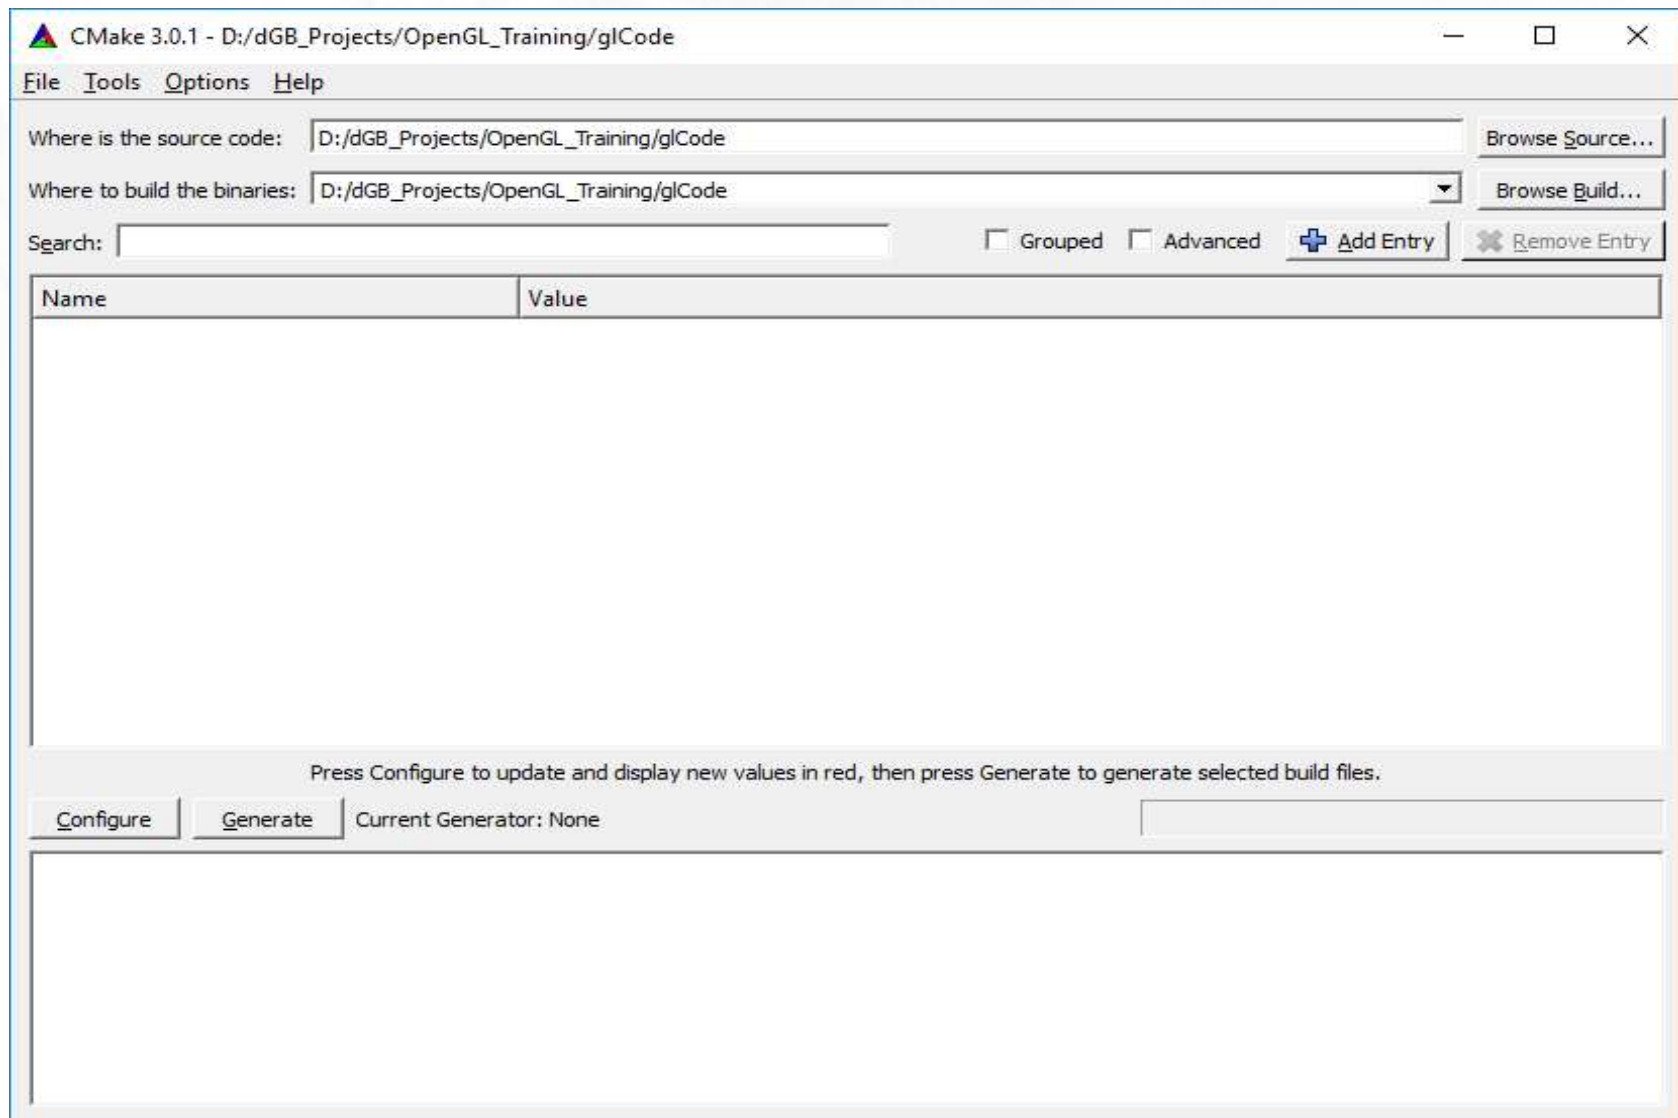 CMake 3.0.1 - D:/dGB_Projects/OpenGL_Training/glCode
File Tools Options Help
Where is the source code: D:/dGB_Projects/OpenGL_Training/glCode Browse Source...
Where to build the binaries: D:/dGB_Projects/OpenGL_Training/glCode Browse Build...
Search: Grouped Advanced Add Entry Remove Entry
Name Value
Press Configure to update and display new values in red, then press Generate to generate selected build files.
Configure Generate Current Generator: None